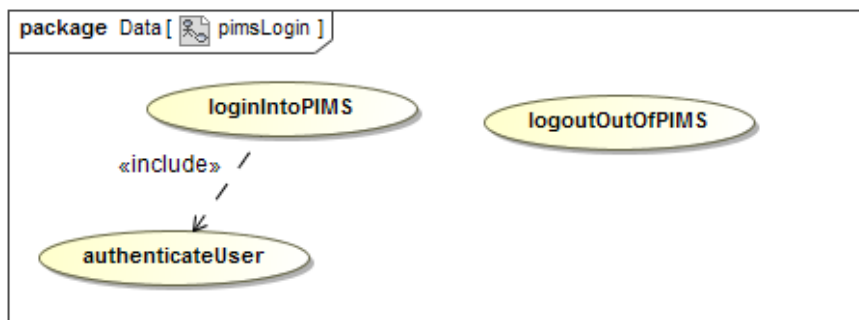 package Data [ pimsLogin ]
loginIntoPIMS
logoutOutOfPIMS
«include»
authenticateUser